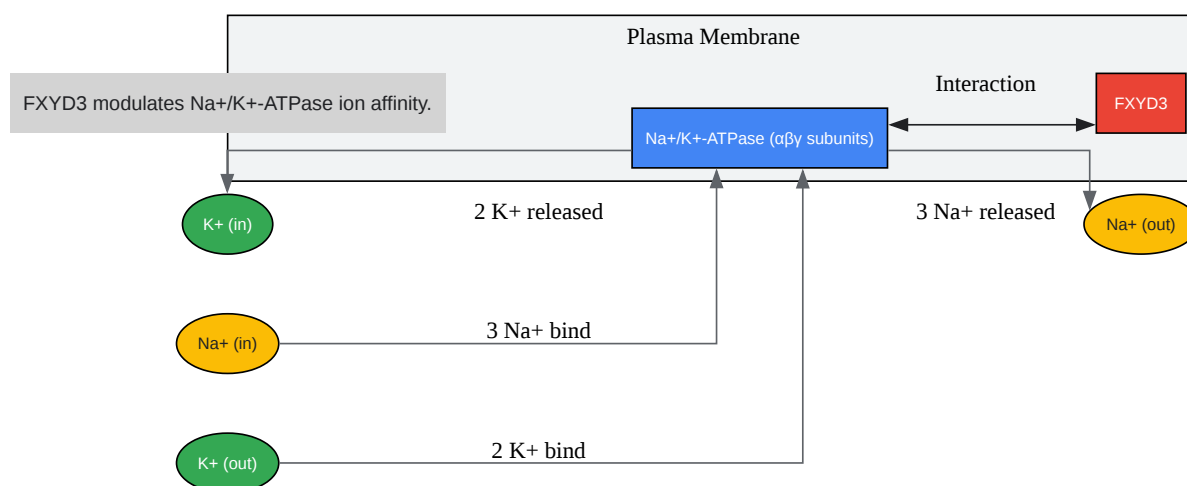 Plasma Membrane
FXYD3 modulates Na+/K+-ATPase ion affinity.
Interaction
FXYD3
Na+/K+-ATPase (αβγ subunits)
K+ (in)
2 K+ released
3 Na+ released
Na+ (out)
Na+ (in)
3 Na+ bind
K+ (out)
2 K+ bind